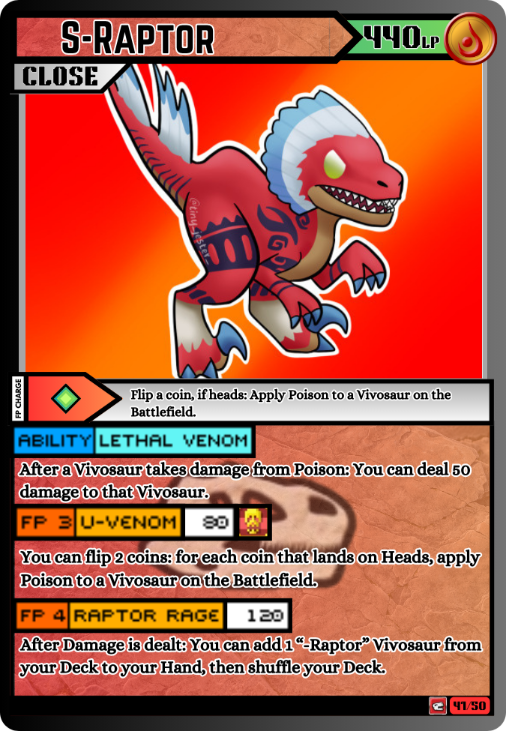 S-RAPTOR
440LP
CLOSE
@tiny_jester_
FP CHARGE
Flip a coin, if heads: Apply Poison to a Vivosaur on the
Battlefield.
ABILITY LETHAL VENOM
After a Vivosaur takes damage from Poison: You can deal 50
damage to that Vivosaur.
FP 3 U-VENOM 80
You can flip 2 coins: for each coin that lands on Heads, apply
Poison to a Vivosaur on the Battlefield.
FP 4 RAPTOR RAGE 120
After Damage is dealt: You can add 1 “-Raptor” Vivosaur from
your Deck to your Hand, then shuffle your Deck.
47/50